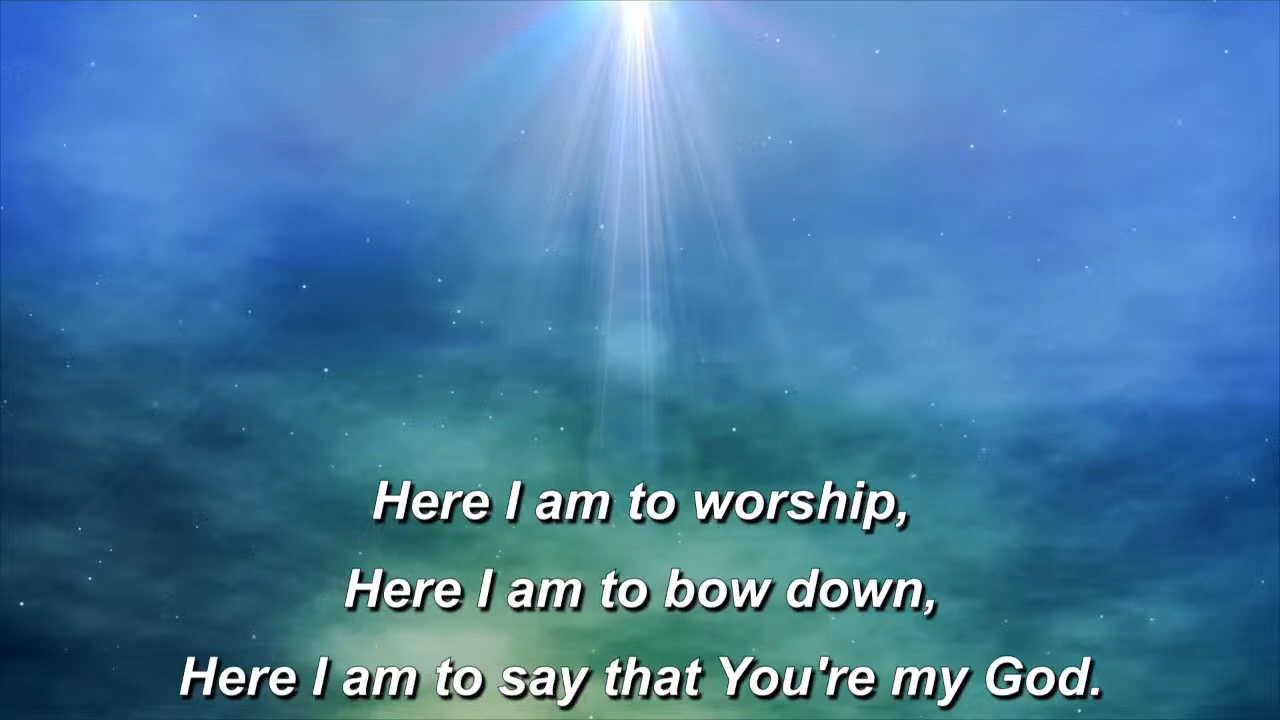 Here I am to worship,
Here I am to bow down,
Here I am to say that You're my God.